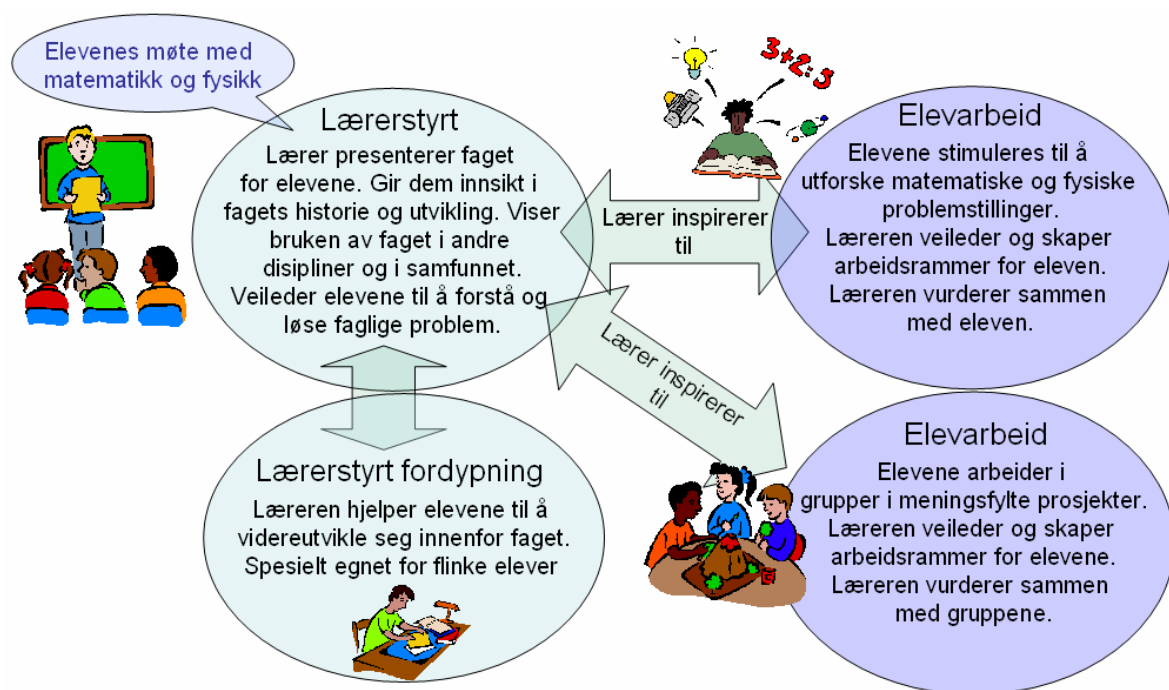 Elevenes møte med
matematikk og fysikk
Lærerstyrt
Lærer presenterer faget
for elevene. Gir dem innsikt i
fagets historie og utvikling. Viser
bruken av faget i andre
disipliner og i samfunnet.
Veileder elevene til å forstå og
løse faglige problem.
Lærer inspirerer
til
3+2=3
Elevarbeid
Elevene stimuleres til å
utforske matematiske og fysiske
problemstillinger.
Læreren veileder og skaper
arbeidsrammer for eleven.
Læreren vurderer sammen
med eleven.
Lærer inspirerer
til
Lærerstyrt fordypning
Læreren hjelper elevene til å
videreutvikle seg innenfor faget.
Spesielt egnet for flinke elever
Elevarbeid
Elevene arbeider i
grupper i meningsfylte prosjekter.
Læreren veileder og skaper
arbeidsrammer for elevene.
Læreren vurderer sammen
med gruppene.